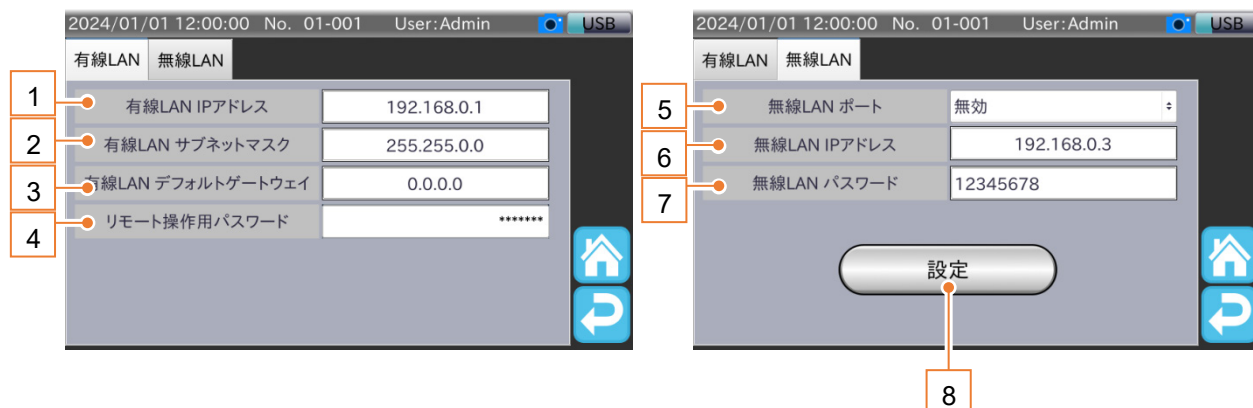 2024/01/01 12:00:00 No. 01-001 User:Admin USB
有線LAN 無線LAN
1 有線LAN IPアドレス 192.168.0.1
2 有線LAN サブネットマスク 255.255.0.0
3 有線LAN デフォルトゲートウェイ 0.0.0.0
4 リモート操作用パスワード *******
2024/01/01 12:00:00 No. 01-001 User:Admin USB
有線LAN 無線LAN
5 無線LAN ポート 無効
6 無線LAN IPアドレス 192.168.0.3
7 無線LAN パスワード 12345678
設定
8